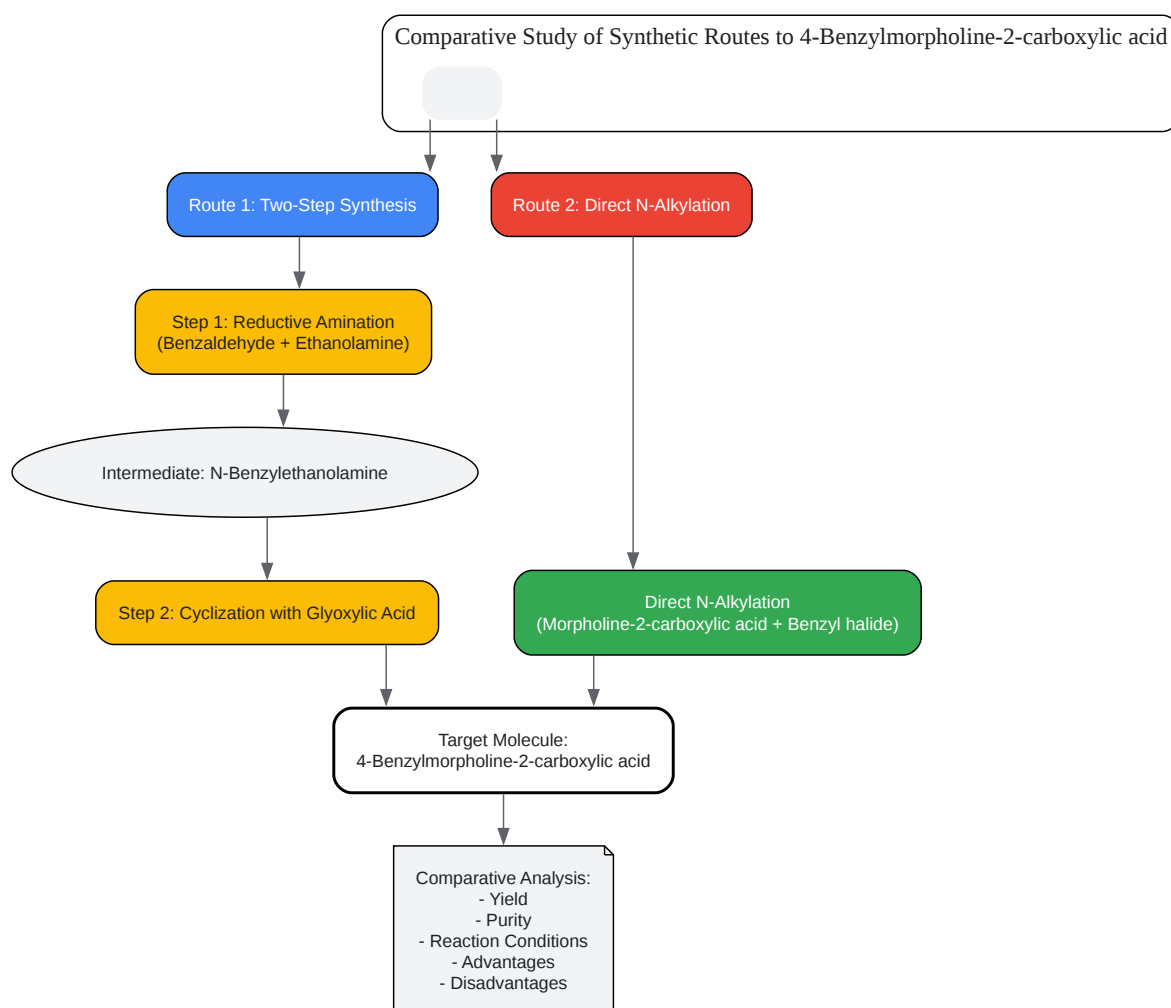 Comparative Study of Synthetic Routes to 4-Benzylmorpholine-2-carboxylic acid
Route 1: Two-Step Synthesis
Route 2: Direct N-Alkylation
Step 1: Reductive Amination
(Benzaldehyde + Ethanolamine)
Intermediate: N-Benzylethanolamine
Step 2: Cyclization with Glyoxylic Acid
Direct N-Alkylation
(Morpholine-2-carboxylic acid + Benzyl halide)
Target Molecule:
4-Benzylmorpholine-2-carboxylic acid
Comparative Analysis:
- Yield
- Purity
- Reaction Conditions
- Advantages
- Disadvantages